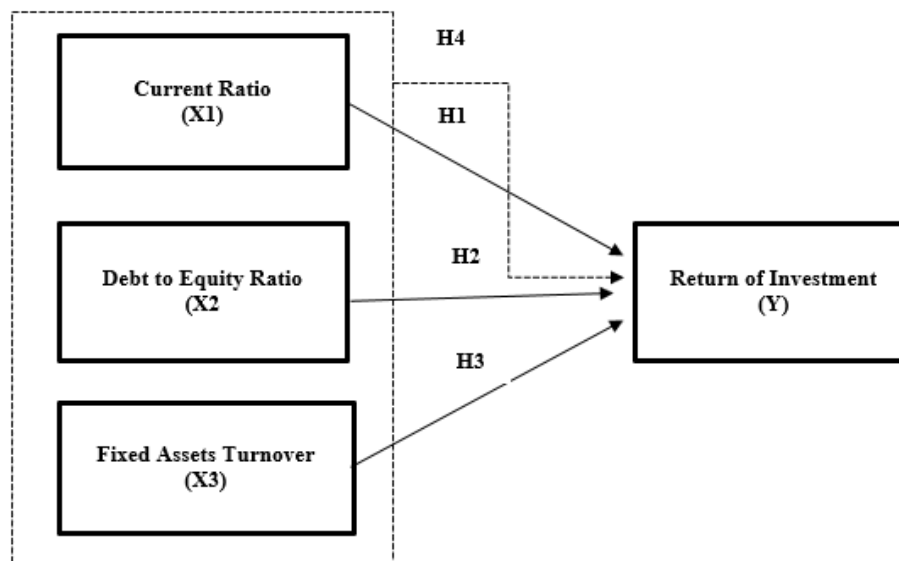 H4
Current Ratio
(X1)
H1
Debt to Equity Ratio
(X2
H2
Return of Investment
(Y)
H3
Fixed Assets Turnover
(X3)